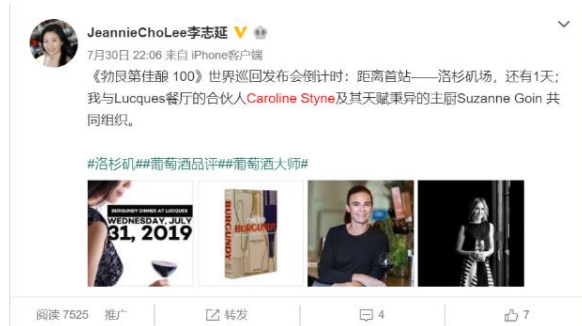 JeannieChoLee李志延
7月30日 22:06 来自 iPhone客户端
《勃艮第佳酿 100》世界巡回发布会倒计时：距离首站——洛杉矶场，还有1天；
我与Lucques餐厅的合伙人Caroline Styne及其天赋秉异的主厨Suzanne Goin 共
同组织。
#洛杉矶##葡萄酒品评##葡萄酒大师#
BURGUNDY DINNER AT LUCQUES
WEDNESDAY, JULY
31, 2019
BURGUNDY
BURGUNDY
阅读 7525 推广 转发 4 7